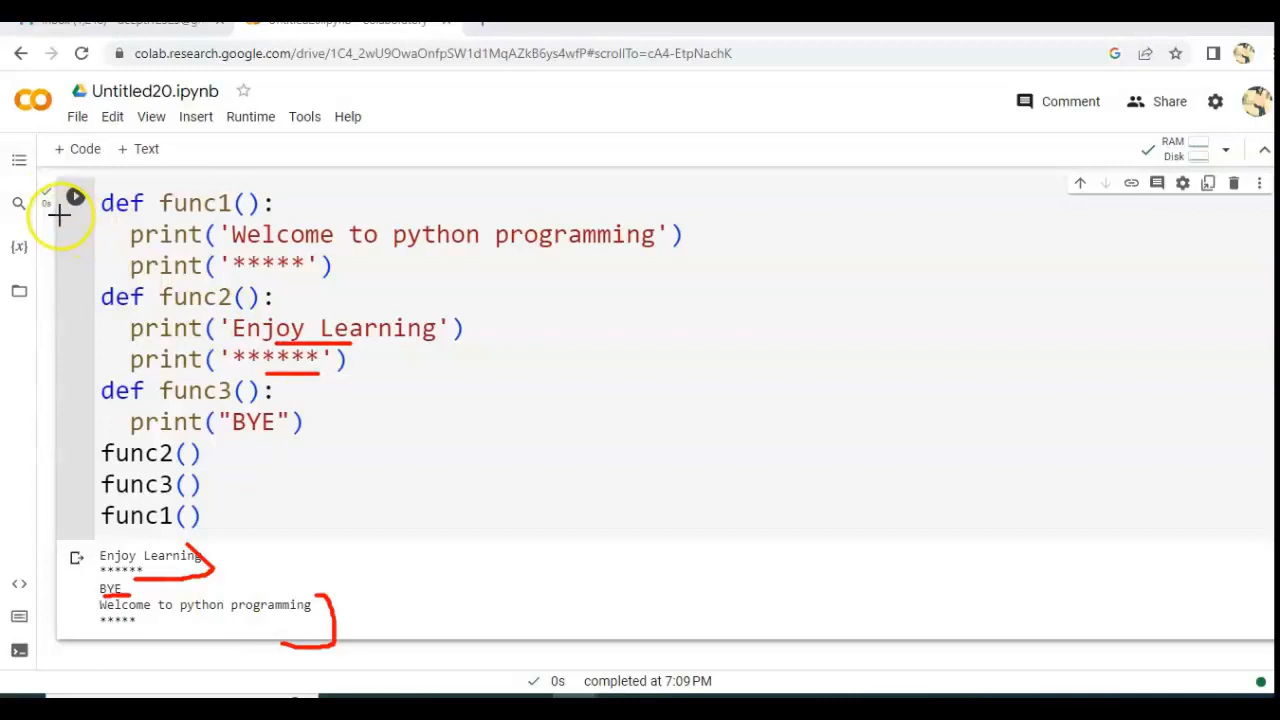 colab.research.google.com/drive/1C4_2wU9OwaOnfpSW1d1MqAZkB6ys4wfP#scrollTo=cA4-EtpNachK
G
CO
Untitled20.ipynb
Comment
Share
File Edit View Insert Runtime Tools Help
+ Code + Text
RAM
Disk
0s
{x}
def func1():
print('Welcome to python programming')
print('*****')
def func2():
print('Enjoy Learning')
print('******')
def func3():
print("BYE")
func2()
func3()
func1()
Enjoy Learning
******
BYE
Welcome to python programming
*****
0s completed at 7:09 PM